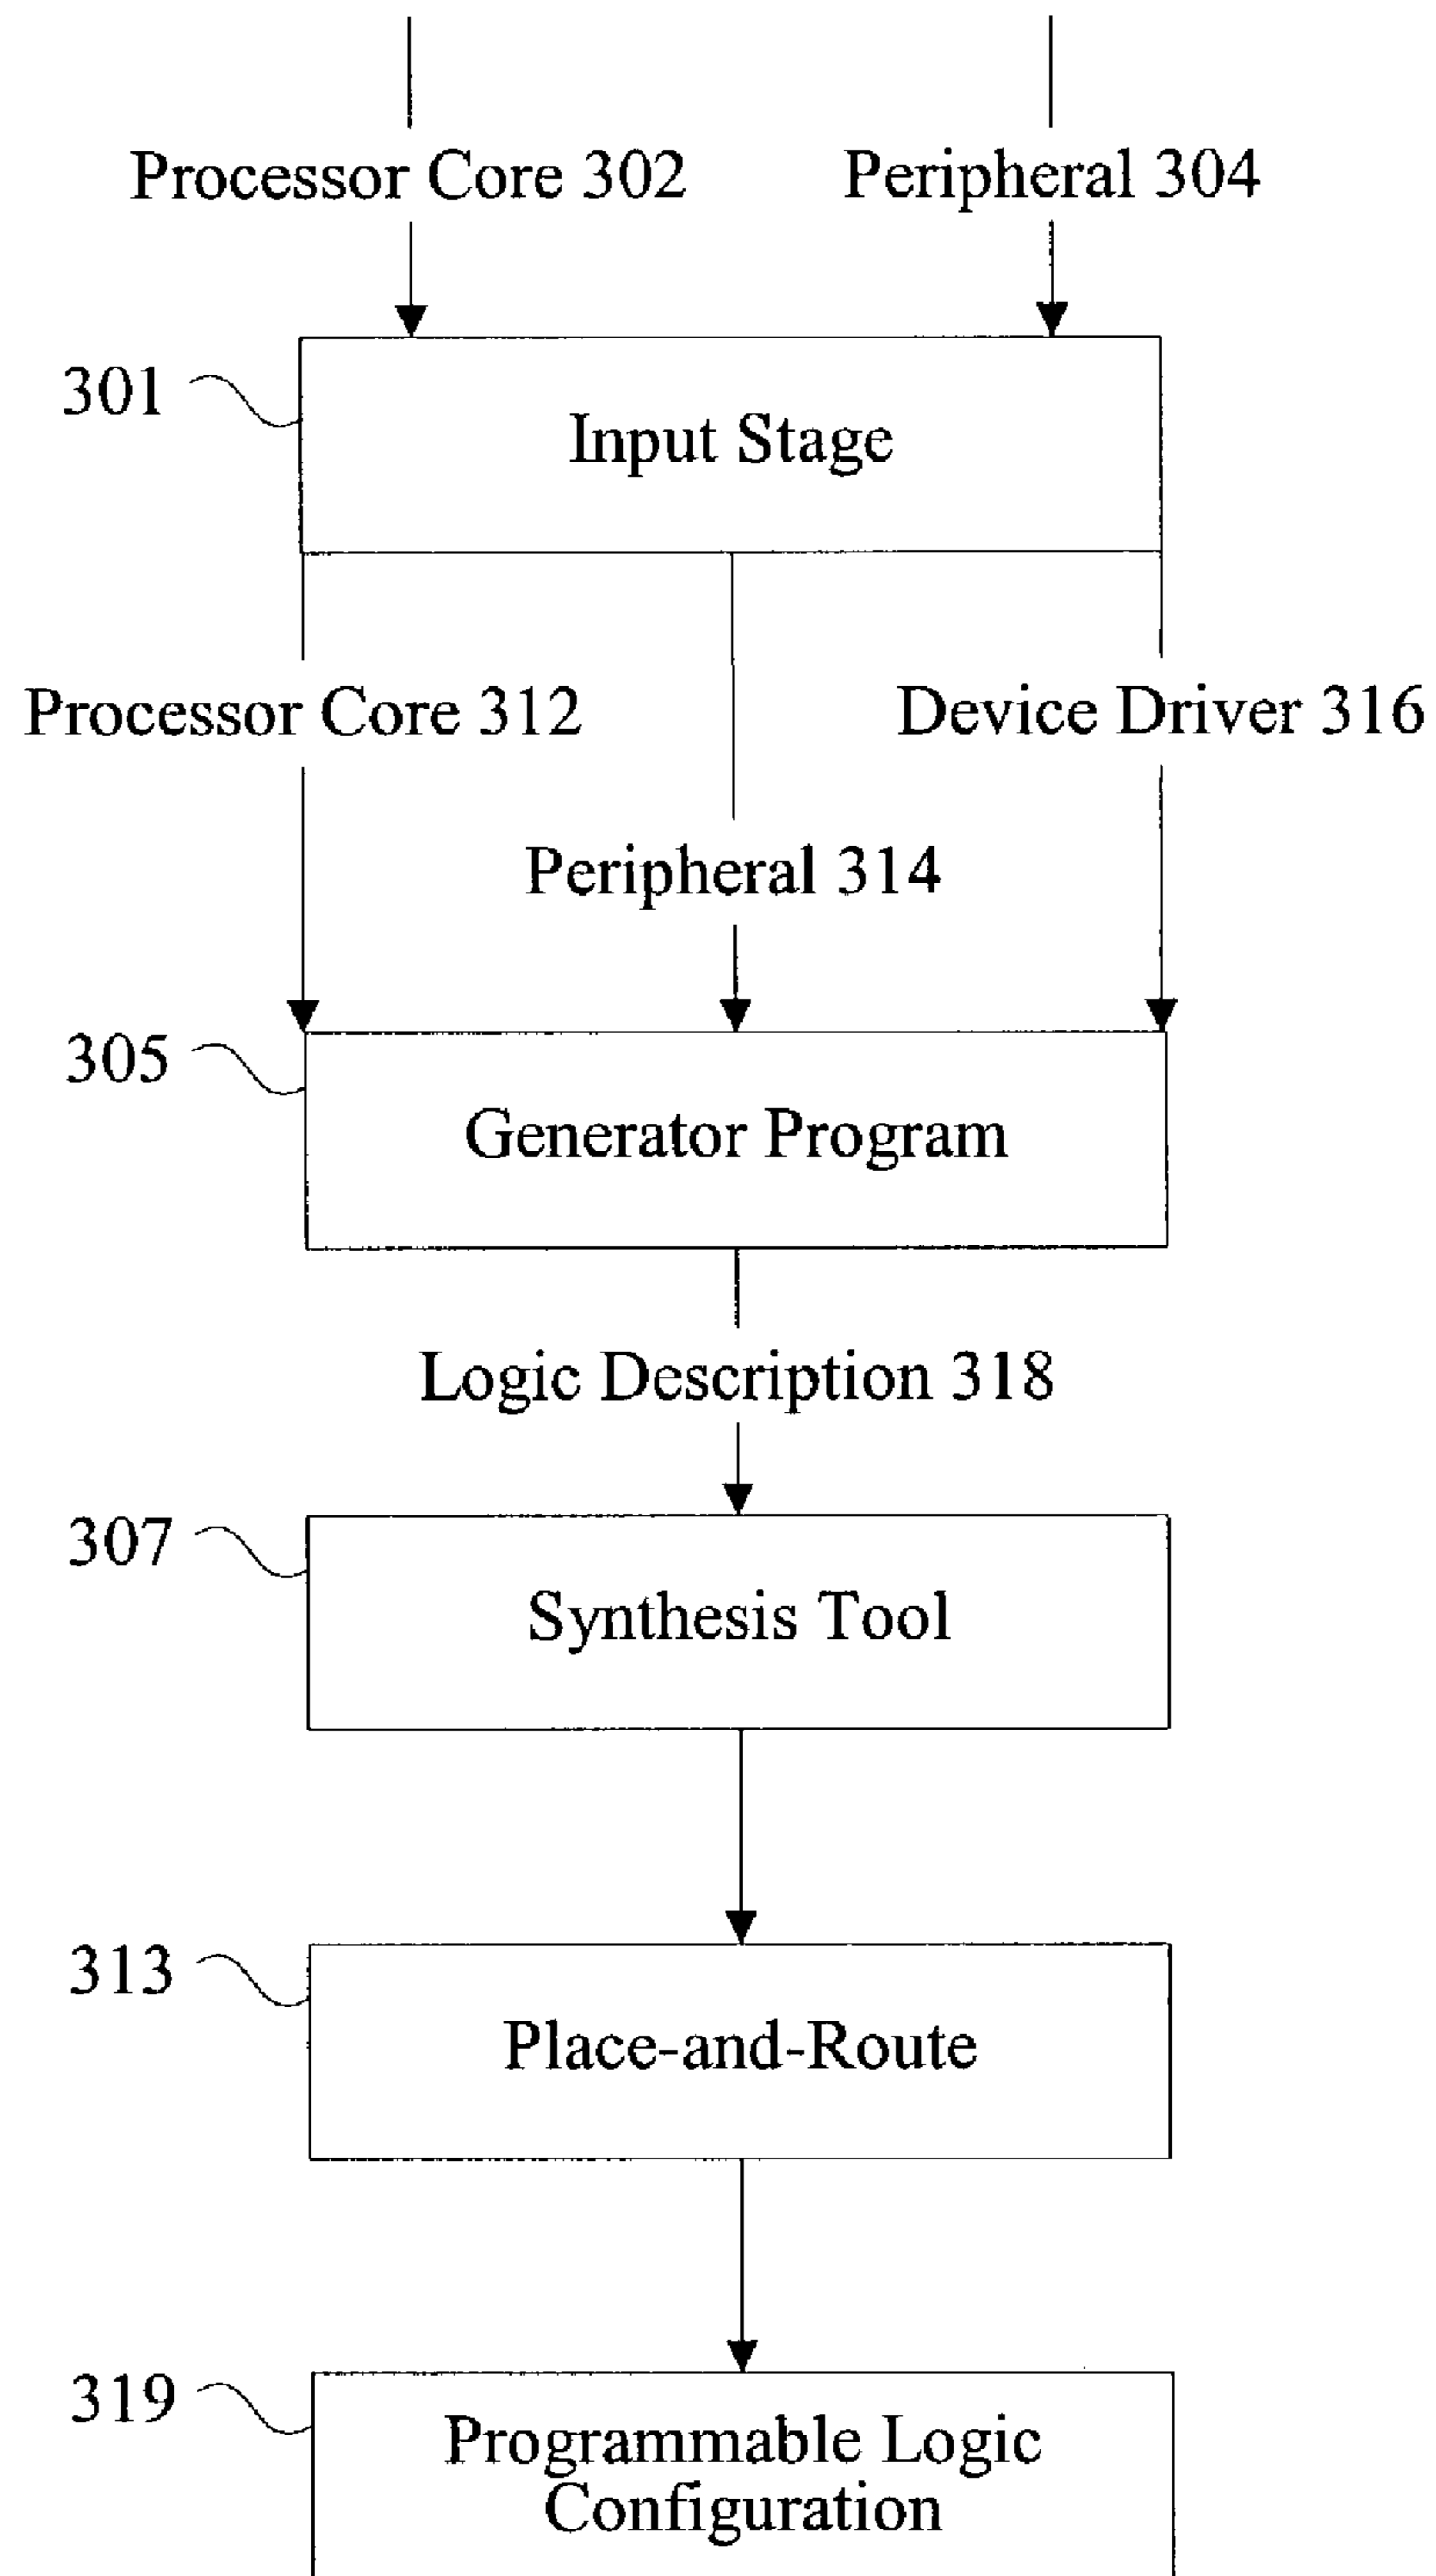 Processor Core 302
Peripheral 304
301
Input Stage
Processor Core 312
Device Driver 316
Peripheral 314
305
Generator Program
Logic Description 318
307
Synthesis Tool
313
Place-and-Route
319
Programmable Logic
Configuration